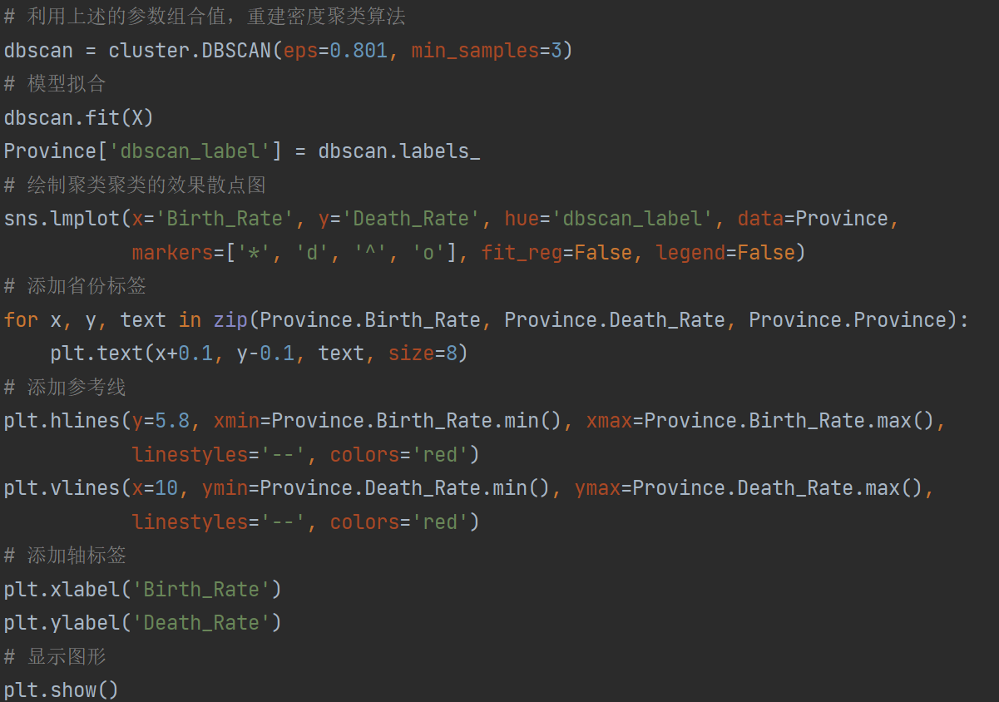 # 利用上述的参数组合值，重建密度聚类算法
dbscan = cluster.DBSCAN(eps=0.801, min_samples=3)
# 模型拟合
dbscan.fit(X)
Province['dbscan_label'] = dbscan.labels_
# 绘制聚类聚类的效果散点图
sns.lmplot(x='Birth_Rate', y='Death_Rate', hue='dbscan_label', data=Province,
           markers=['*', 'd', '^', 'o'], fit_reg=False, legend=False)
# 添加省份标签
for x, y, text in zip(Province.Birth_Rate, Province.Death_Rate, Province.Province):
    plt.text(x+0.1, y-0.1, text, size=8)
# 添加参考线
plt.hlines(y=5.8, xmin=Province.Birth_Rate.min(), xmax=Province.Birth_Rate.max(),
           linestyles='--', colors='red')
plt.vlines(x=10, ymin=Province.Death_Rate.min(), ymax=Province.Death_Rate.max(),
           linestyles='--', colors='red')
# 添加轴标签
plt.xlabel('Birth_Rate')
plt.ylabel('Death_Rate')
# 显示图形
plt.show()